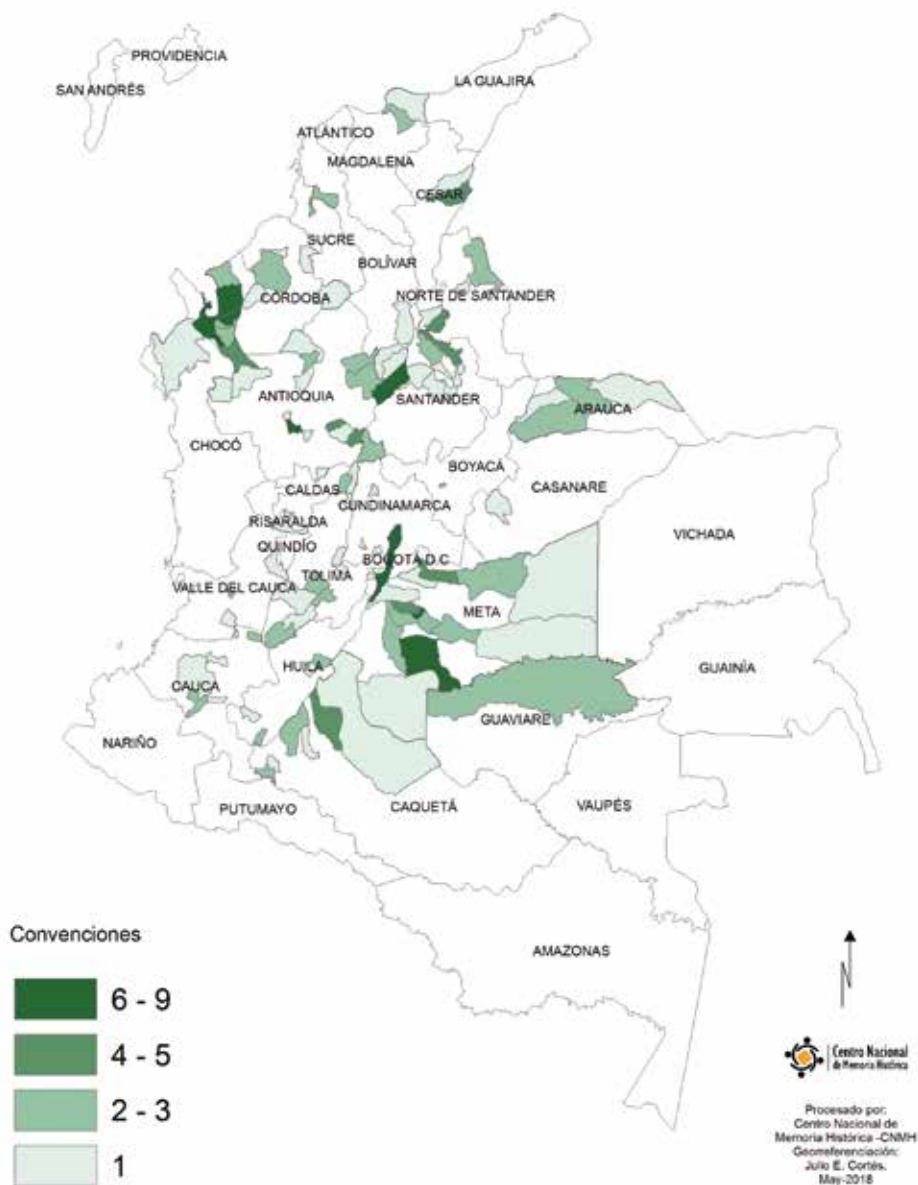 PROVIDENCIA
SAN ANDRÉS
LA GUAJIRA
ATLÁNTICO
MAGDALENA
CESAR
SUCRE
BOLÍVAR
NORTE DE SANTANDER
CÓRDOBA
ANTIOQUIA
SANTANDER
ARAUCA
CHOCÓ
BOYACÁ
CASANARE
CALDAS
CUNDINAMARCA
VICHADA
RISARALDA
QUINDÍO
BOGOTÁ D.C
TOLIMA
VALLE DEL CAUCA
META
HUILA
GUAINÍA
CAUCA
GUAVIARE
NARIÑO
PUTUMAYO
CAQUETÁ
VAUPÉS
AMAZONAS
Convenciones
6 - 9
4 - 5
2 - 3
1
N
Centro Nacional
de Memoria Histórica
Procesado por:
Centro Nacional de
Memoria Histórica -CNMH
Georreferenciación:
Julio E. Cortés.
May-2018